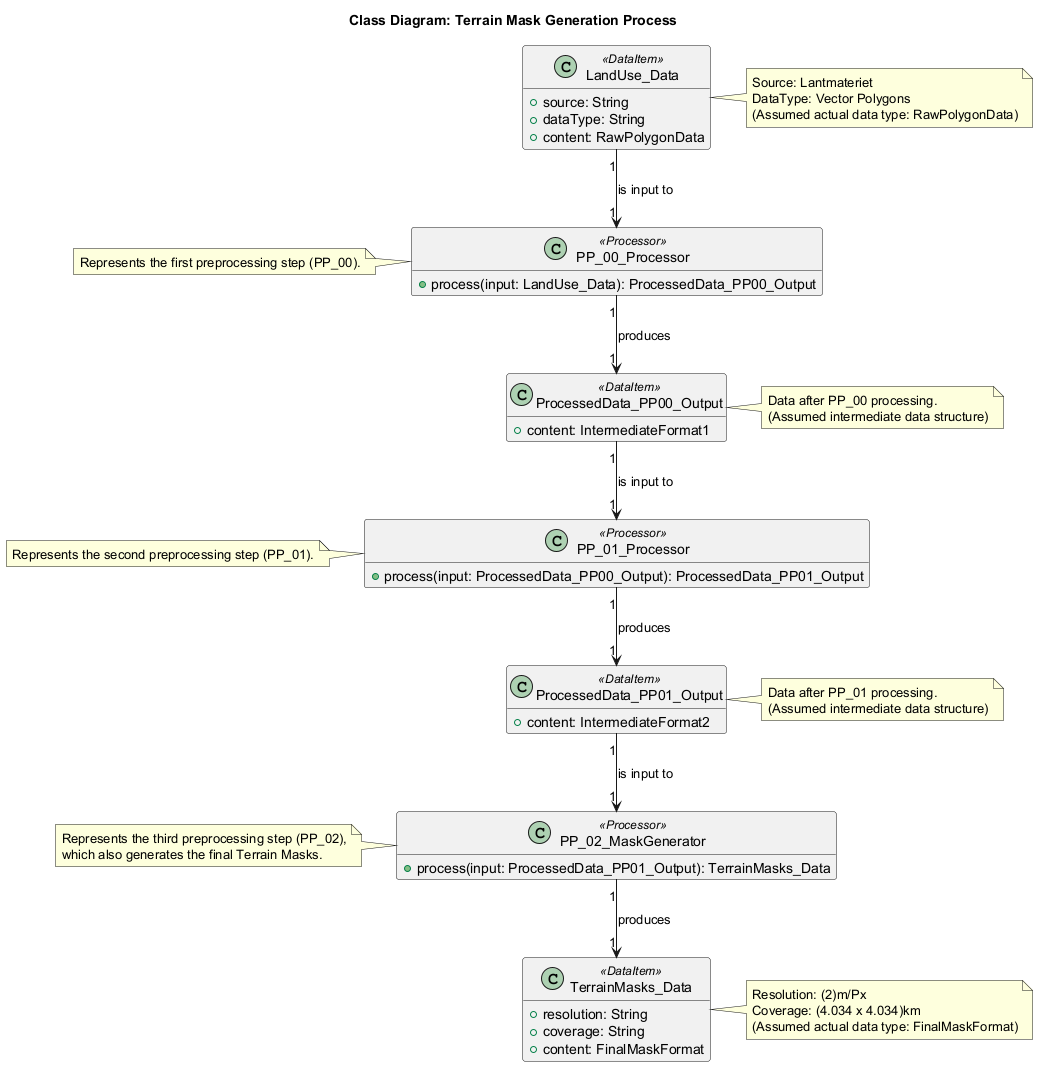 Class Diagram: Terrain Mask Generation Process
C
«DataItem»
LandUse_Data
source: String
dataType: String
content: RawPolygonData
Source: Lantmateriet
DataType: Vector Polygons
(Assumed actual data type: RawPolygonData)
1
is input to
1
C
«Processor»
PP_00_Processor
process(input: LandUse_Data): ProcessedData_PP00_Output
Represents the first preprocessing step (PP_00).
1
produces
1
C
«DataItem»
ProcessedData_PP00_Output
content: IntermediateFormat1
Data after PP_00 processing.
(Assumed intermediate data structure)
1
is input to
1
C
«Processor»
PP_01_Processor
process(input: ProcessedData_PP00_Output): ProcessedData_PP01_Output
Represents the second preprocessing step (PP_01).
1
produces
1
C
«DataItem»
ProcessedData_PP01_Output
content: IntermediateFormat2
Data after PP_01 processing.
(Assumed intermediate data structure)
1
is input to
1
C
«Processor»
PP_02_MaskGenerator
process(input: ProcessedData_PP01_Output): TerrainMasks_Data
Represents the third preprocessing step (PP_02),
which also generates the final Terrain Masks.
1
produces
1
C
«DataItem»
TerrainMasks_Data
resolution: String
coverage: String
content: FinalMaskFormat
Resolution: (2)m/Px
Coverage: (4.034 x 4.034)km
(Assumed actual data type: FinalMaskFormat)